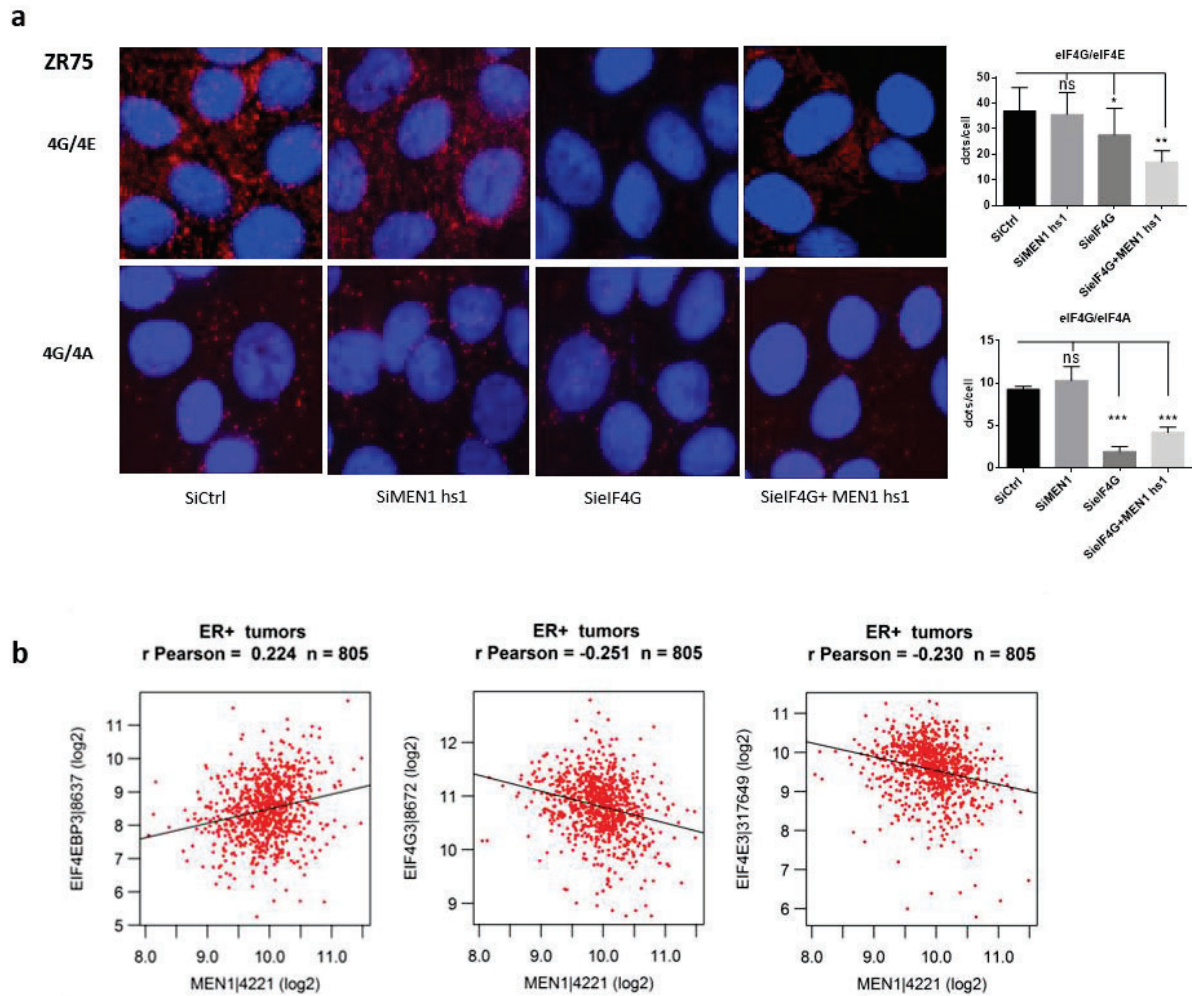 a
ZR75
4G/4E
4G/4A
SiCtrl
SiMEN1 hs1
SieIF4G
SieIF4G+ MEN1 hs1
eIF4G/eIF4E
dots/cell
50
40
30
20
10
0
ns
*
**
SiCtrl
SiMEN1 hs1
SieIF4G
SieIF4G+MEN1 hs1
eIF4G/eIF4A
dots/cell
15
10
5
0
ns
***
***
SiCtrl
SiMEN1
SieIF4G
SieIF4G+MEN1 hs1
b
ER+ tumors
r Pearson = 0.224 n = 805
EIF4EBP3|8637 (log2)
11
10
9
8
7
6
5
8.0 9.0 10.0 11.0
MEN1|4221 (log2)
ER+ tumors
r Pearson = -0.251 n = 805
EIF4G3|8672 (log2)
12
11
10
9
8.0 9.0 10.0 11.0
MEN1|4221 (log2)
ER+ tumors
r Pearson = -0.230 n = 805
EIF4E3|317649 (log2)
11
10
9
8
7
6
8.0 9.0 10.0 11.0
MEN1|4221 (log2)